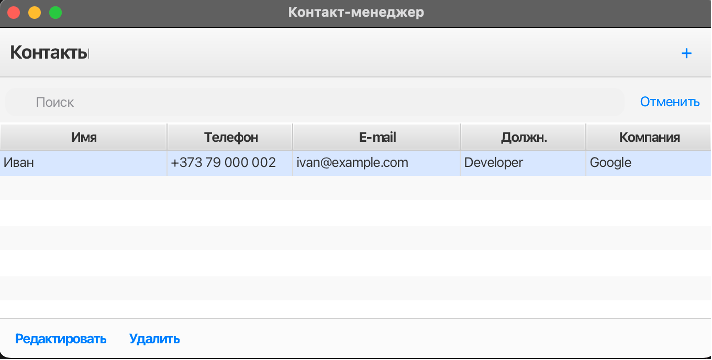 Контакт-менеджер
Контакты
+
Поиск Отменить
Имя Телефон E-mail Должн. Компания
Иван +373 79 000 002 ivan@example.com Developer Google
Редактировать Удалить